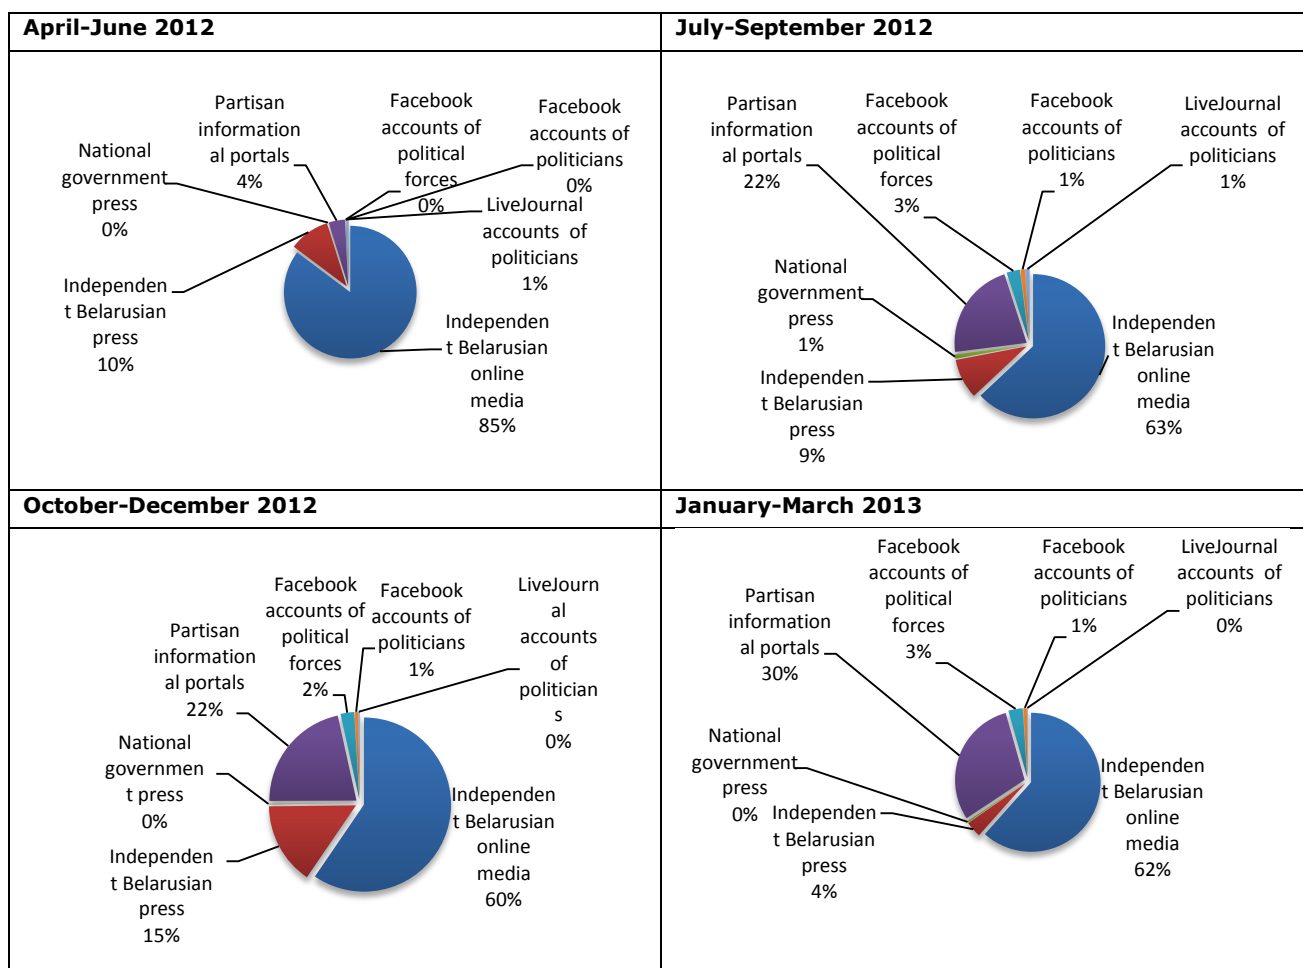 April-June 2012
Partisan
information
al portals
4%
Facebook
accounts of
political
forces
0%
Facebook
accounts of
politicians
0%
National
government
press
0%
LiveJournal
accounts of
politicians
1%
Independen
t Belarusian
press
10%
Independen
t Belarusian
online
media
85%
July-September 2012
Partisan
information
al portals
22%
Facebook
accounts of
political
forces
3%
Facebook
accounts of
politicians
1%
LiveJournal
accounts of
politicians
1%
National
government
press
1%
Independen
t Belarusian
press
9%
Independen
t Belarusian
online
media
63%
October-December 2012
Partisan
information
al portals
22%
Facebook
accounts of
political
forces
2%
Facebook
accounts of
politicians
1%
LiveJourn
al
accounts
of
politician
s
0%
National
governmen
t press
0%
Independen
t Belarusian
press
15%
Independen
t Belarusian
online
media
60%
January-March 2013
Partisan
information
al portals
30%
Facebook
accounts of
political
forces
3%
Facebook
accounts of
politicians
1%
LiveJournal
accounts of
politicians
0%
National
government
press
0%
Independen
t Belarusian
press
4%
Independen
t Belarusian
online
media
62%